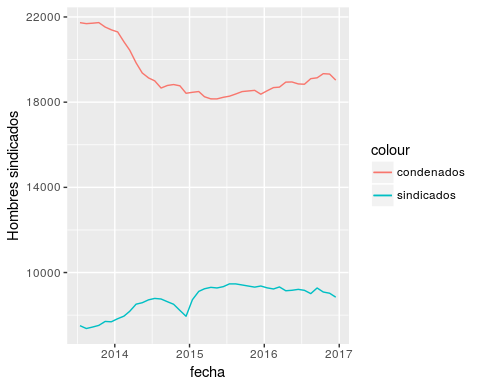 22000
18000
14000
10000
Hombres sindicados
2014
2015
2016
2017
fecha
colour
condenados
sindicados